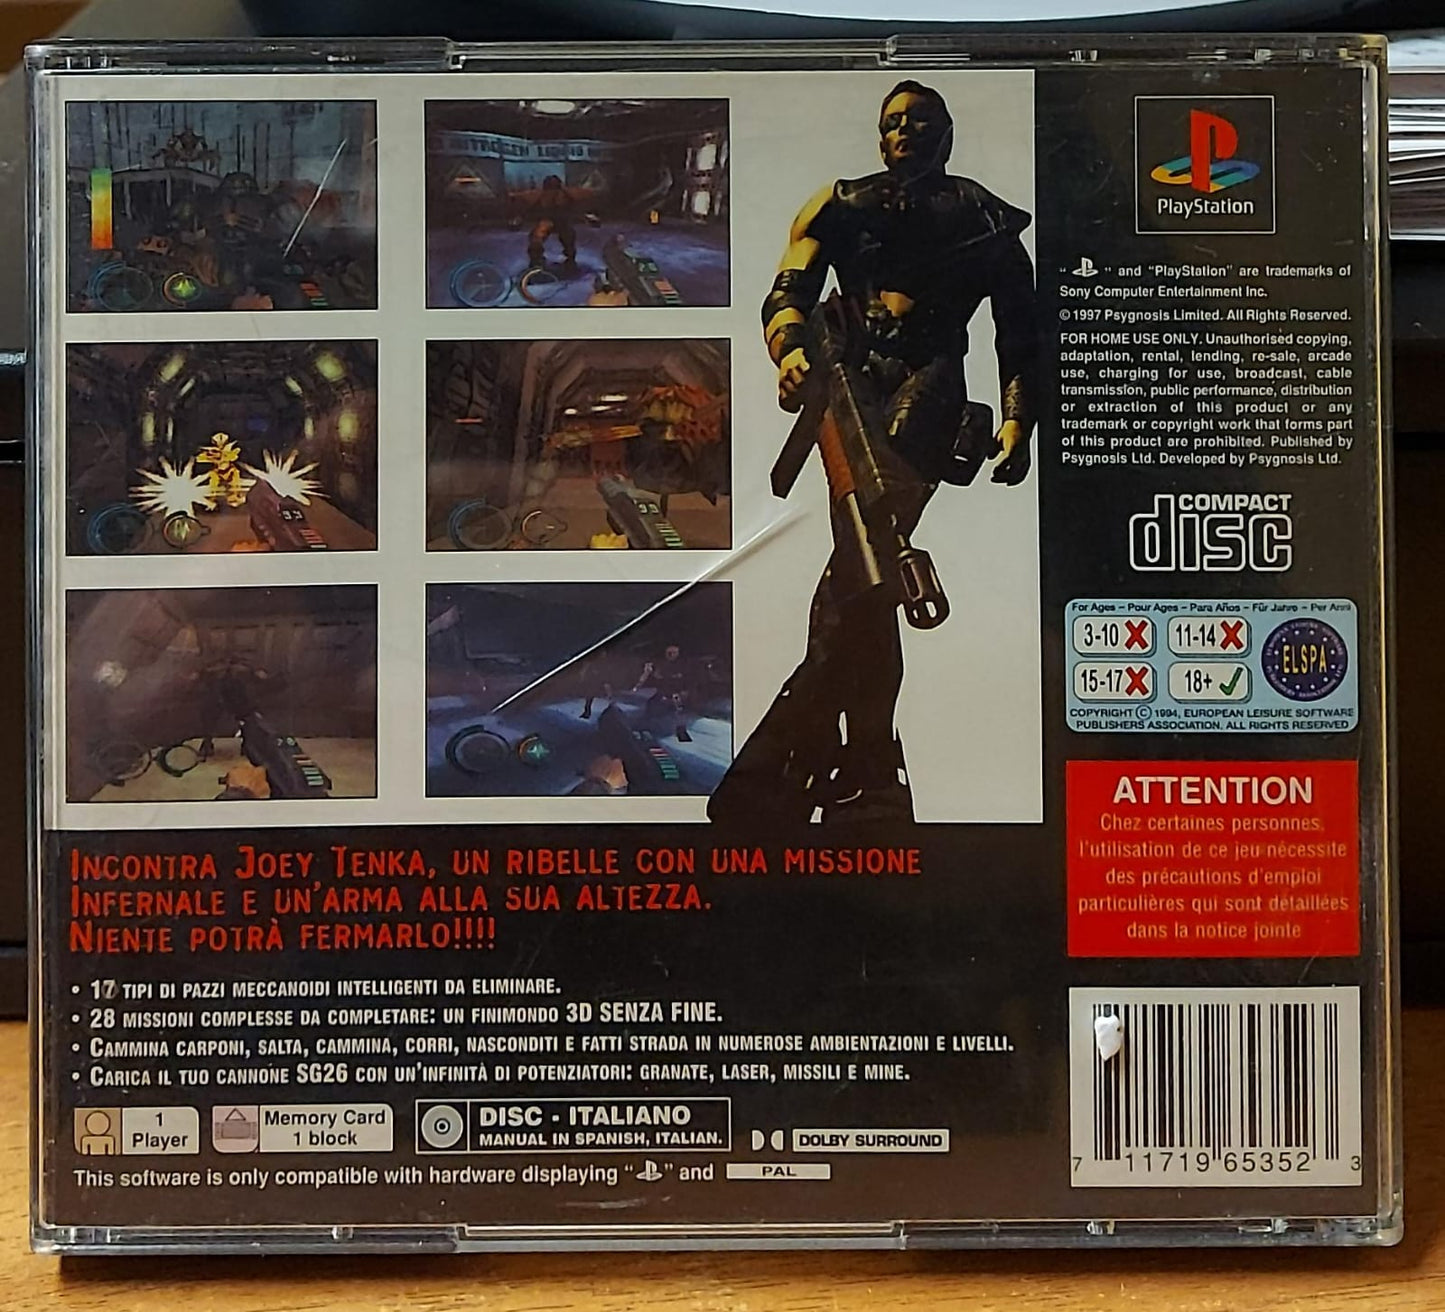 NITROGEN LIQUID
PlayStation
" " and "PlayStation" are trademarks of
Sony Computer Entertainment Inc.
© 1997 Psygnosis Limited. All Rights Reserved.
FOR HOME USE ONLY. Unauthorised copying,
adaptation, rental, lending, re-sale, arcade
use, charging for use, broadcast, cable
transmission, public performance, distribution
or extraction of this product or any
trademark or copyright work that forms part
of this product are prohibited. Published by
Psygnosis Ltd. Developed by Psygnosis Ltd.
COMPACT
disc
For Ages - Pour Ages - Para Años - Für Jahre - Per Anni
3-10 11-14
15-17 18+
ELSPA
COPYRIGHT © 1994, EUROPEAN LEISURE SOFTWARE
PUBLISHERS ASSOCIATION. ALL RIGHTS RESERVED
ATTENTION
Chez certaines personnes,
l'utilisation de ce jeu nécessite
des précautions d'emploi
particulières qui sont détaillées
dans la notice jointe
INCONTRA JOEY TENKA, UN RIBELLE CON UNA MISSIONE
INFERNALE E UN'ARMA ALLA SUA ALTEZZA.
NIENTE POTRÀ FERMARLO!!!!
• 17 TIPI DI PAZZI MECCANOIDI INTELLIGENTI DA ELIMINARE.
• 28 MISSIONI COMPLESSE DA COMPLETARE: UN FINIMONDO 3D SENZA FINE.
• CAMMINA CARPONI, SALTA, CAMMINA, CORRI, NASCONDITI E FATTI STRADA IN NUMEROSE AMBIENTAZIONI E LIVELLI.
• CARICA IL TUO CANNONE SG26 CON UN'INFINITÀ DI POTENZIATORI: GRANATE, LASER, MISSILI E MINE.
1
Player
Memory Card
1 block
DISC - ITALIANO
MANUAL IN SPANISH, ITALIAN.
DOLBY SURROUND
This software is only compatible with hardware displaying " " and PAL
7 11719 65352 3